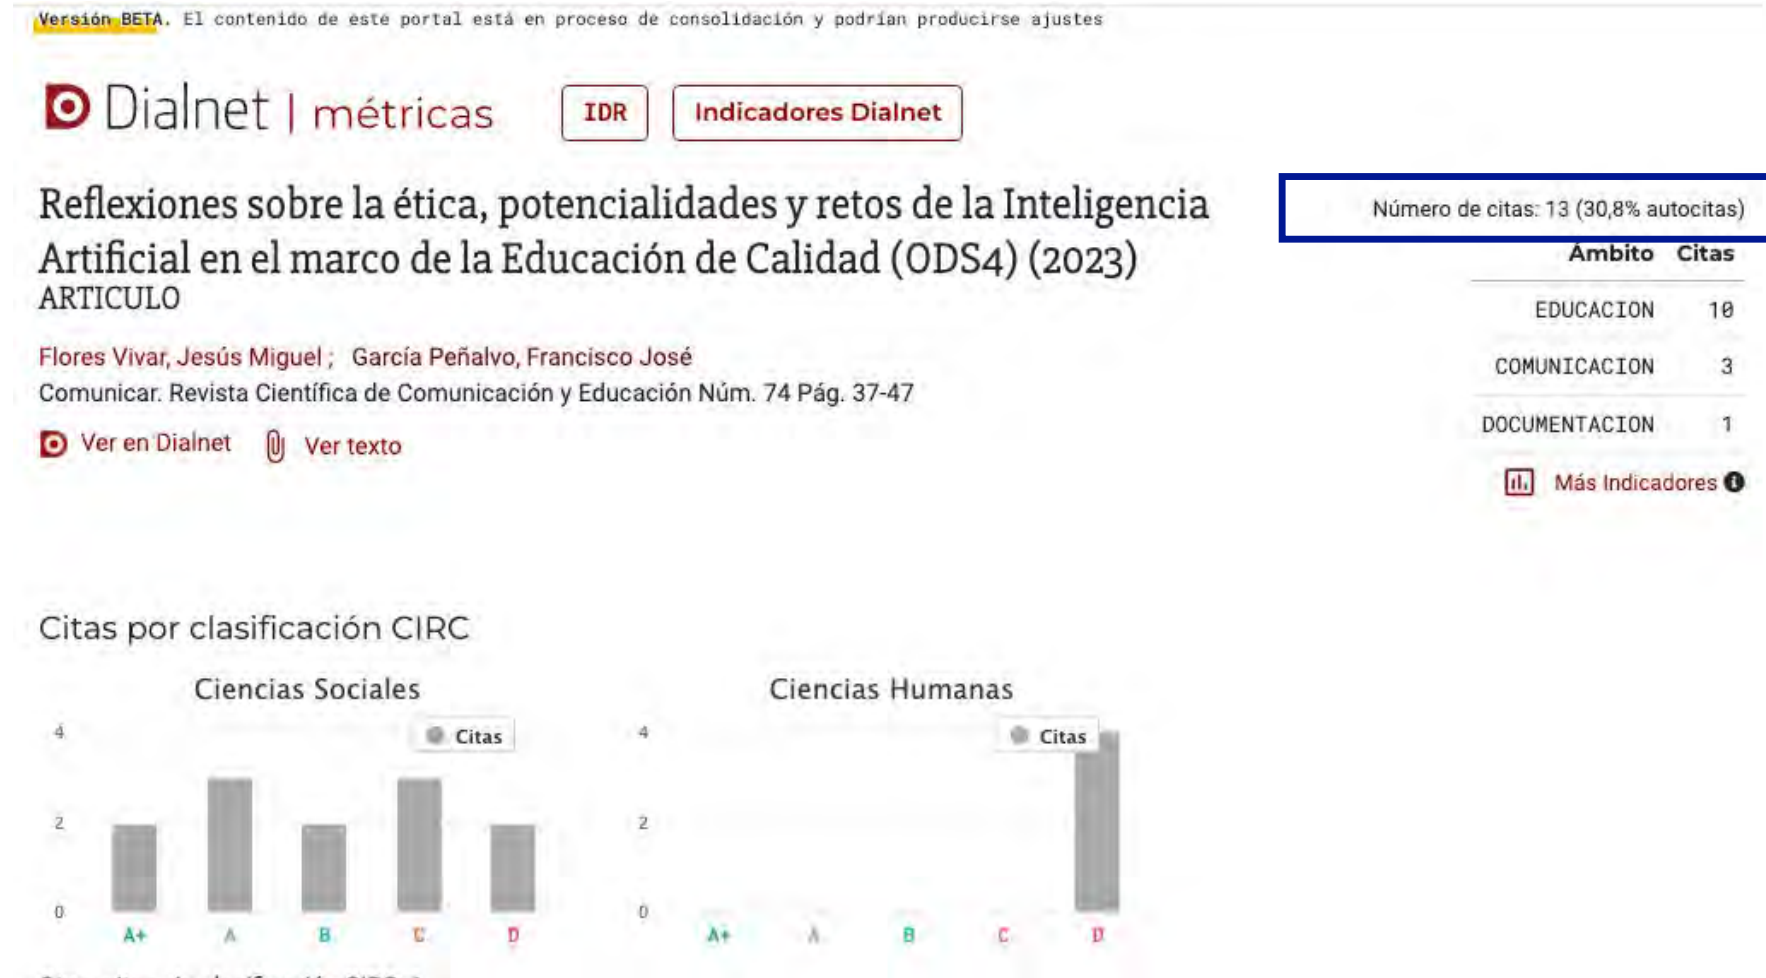 Versión BETA. El contenido de este portal está en proceso de consolidación y podrían producirse ajustes
Dialnet | métricas
IDR
Indicadores Dialnet
Reflexiones sobre la ética, potencialidades y retos de la Inteligencia
Artificial en el marco de la Educación de Calidad (ODS4) (2023)
ARTICULO
Flores Vivar, Jesús Miguel ; García Peñalvo, Francisco José
Comunicar. Revista Científica de Comunicación y Educación Núm. 74 Pág. 37-47
Ver en Dialnet Ver texto
Número de citas: 13 (30,8% autocitas)
Ámbito Citas
EDUCACION 10
COMUNICACION 3
DOCUMENTACION 1
Más Indicadores
Citas por clasificación CIRC
Ciencias Sociales
Citas
4
2
0
A+ A B C D
Ciencias Humanas
Citas
4
2
0
A+ A B C D